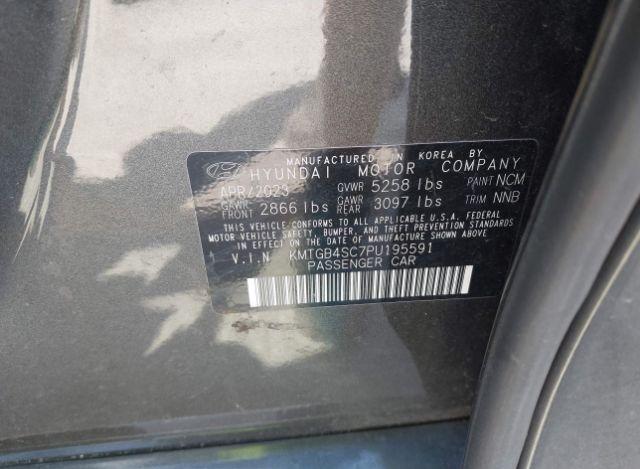 MANUFACTURED IN KOREA BY
HYUNDAI MOTOR COMPANY
APR/2023 GVWR 5258 lbs PAINT NCM
GAWR FRONT 2866 lbs GAWR REAR 3097 lbs TRIM NNB
THIS VEHICLE CONFORMS TO ALL APPLICABLE U.S.A. FEDERAL
MOTOR VEHICLE SAFETY, BUMPER, AND THEFT PREVENTION STANDARDS
IN EFFECT ON THE DATE OF MANUFACTURE SHOWN ABOVE.
V.I.N KMTGB4SC7PU195591
PASSENGER CAR